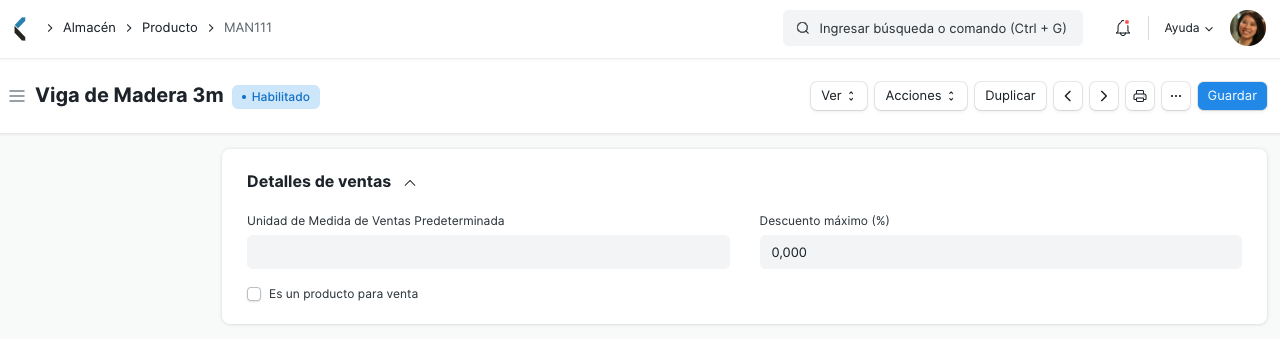 Almacén
Producto
MAN111
Ingresar búsqueda o comando (Ctrl + G)
Ayuda
Viga de Madera 3m
Habilitado
Ver
Acciones
Duplicar
Guardar
Detalles de ventas
Unidad de Medida de Ventas Predeterminada
Descuento máximo (%)
0,000
Es un producto para venta